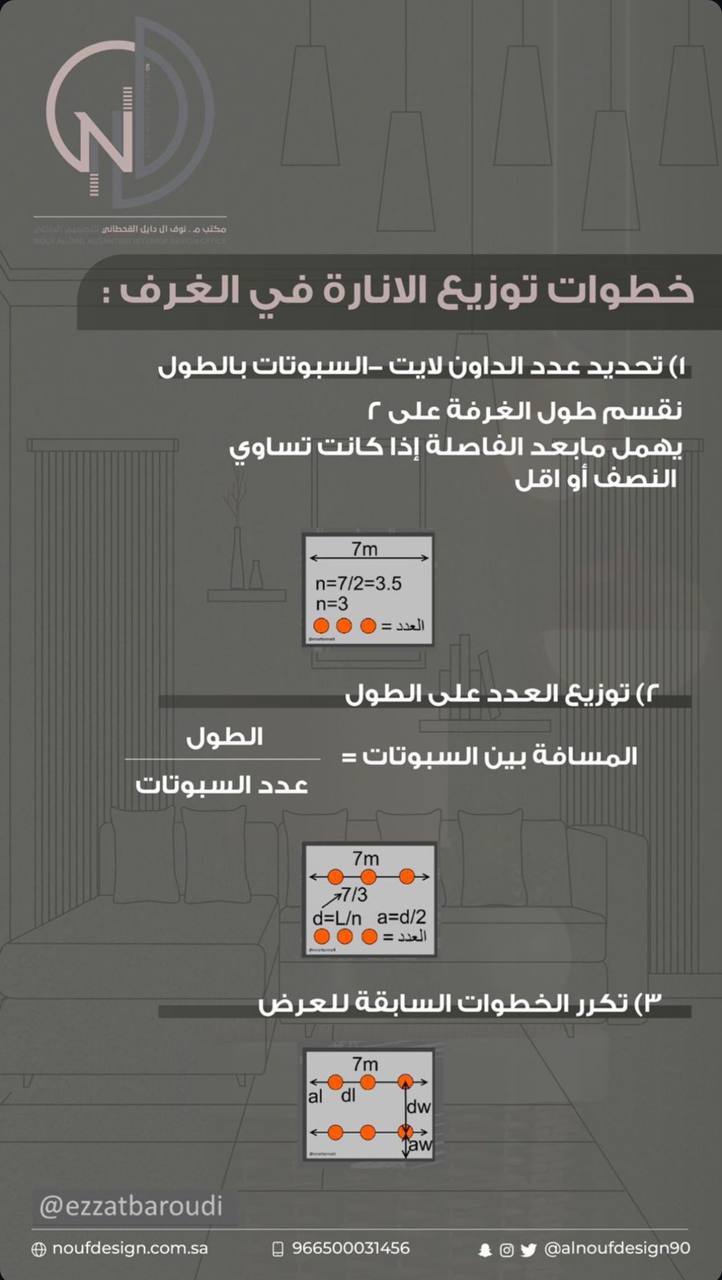 مكتب م. نوف ال دايل القحطاني للتصميم الداخلي
خطوات توزيع الانارة في الغرف :
١) تحديد عدد الداون لايت –السبوتات بالطول
نقسم طول الغرفة على ٢
يهمل مابعد الفاصلة إذا كانت تساوي
النصف أو اقل
7m
n=7/2=3.5
n=3
العدد =
٢) توزيع العدد على الطول
المسافة بين السبوتات =
الطول
عدد السبوتات
7m
7/3
d=L/n a=d/2
العدد =
٣) تكرر الخطوات السابقة للعرض
7m
al dl
dw
aw
@ezzatbaroudi
noufdesign.com.sa
966500031456
@alnoufdesign90